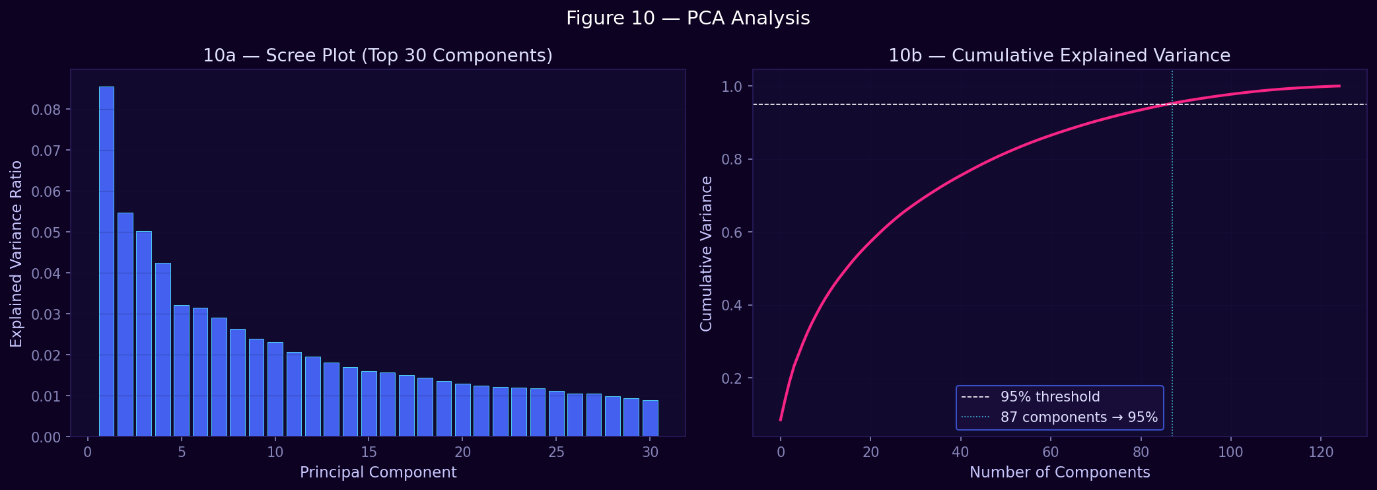 Figure 10 — PCA Analysis
10a — Scree Plot (Top 30 Components)
Explained Variance Ratio
0.08
0.07
0.06
0.05
0.04
0.03
0.02
0.01
0.00
0 5 10 15 20 25 30
Principal Component
10b — Cumulative Explained Variance
Cumulative Variance
1.0
0.8
0.6
0.4
0.2
95% threshold
87 components → 95%
0 20 40 60 80 100 120
Number of Components